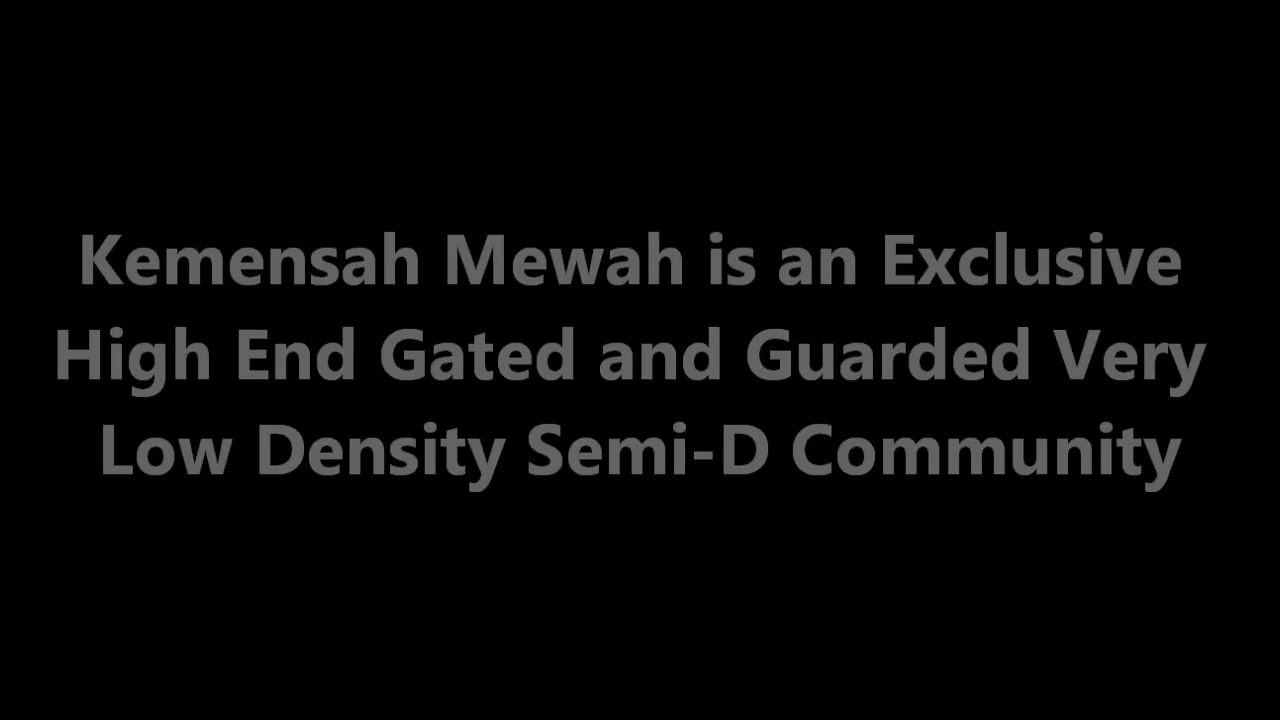 Kemensah Mewah is an Exclusive
High End Gated and Guarded Very
Low Density Semi-D Community